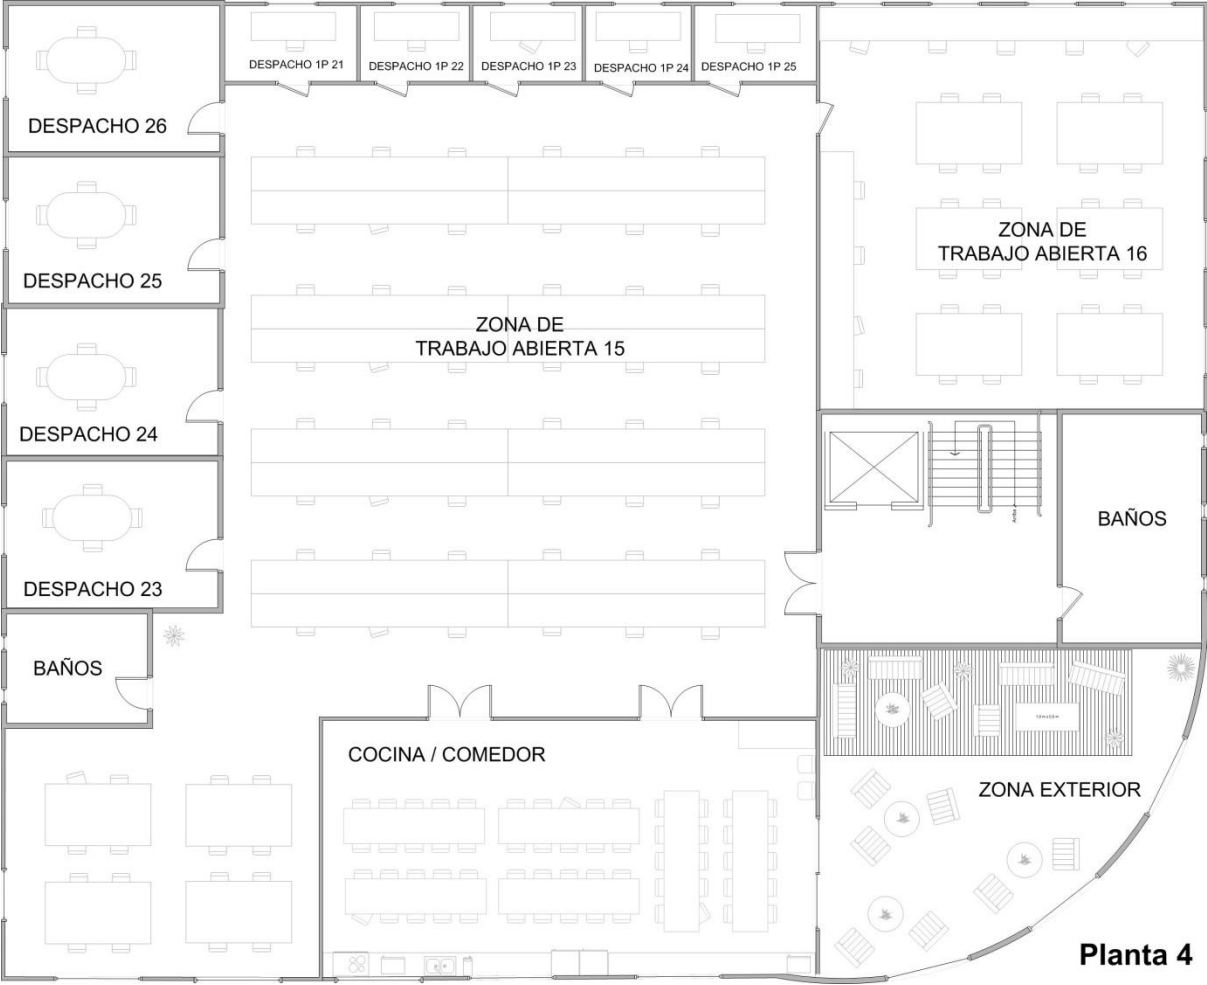 DESPACHO 1P 21
DESPACHO 1P 22
DESPACHO 1P 23
DESPACHO 1P 24
DESPACHO 1P 25
DESPACHO 26
DESPACHO 25
ZONA DE
TRABAJO ABIERTA 16
ZONA DE
TRABAJO ABIERTA 15
DESPACHO 24
BAÑOS
Arriba
DESPACHO 23
BAÑOS
COCINA / COMEDOR
ZONA EXTERIOR
Planta 4